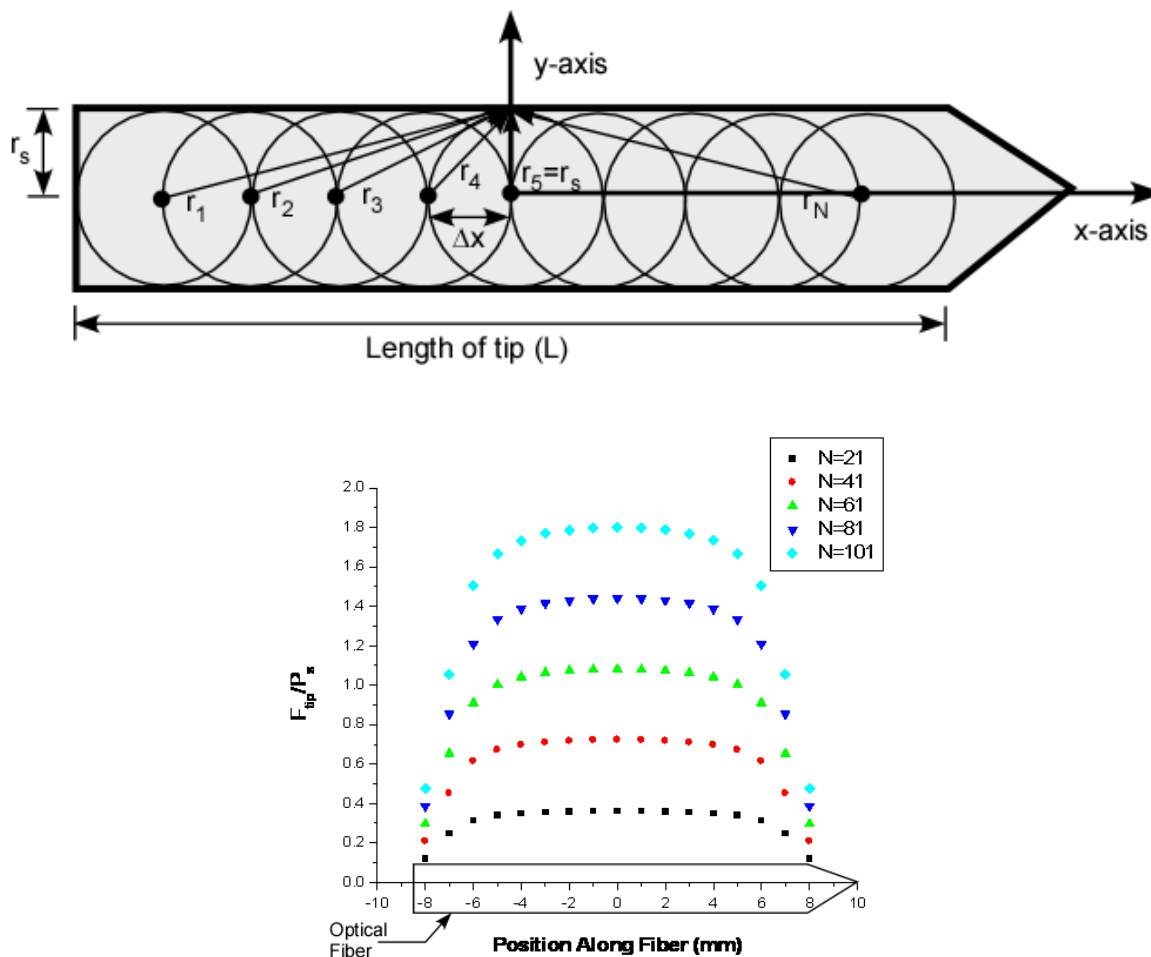 y-axis
r_s
r_1
r_2
r_3
r_4
r_5=r_s
r_N
Δx
x-axis
Length of tip (L)
N=21
N=41
N=61
N=81
N=101
2.0
1.8
1.6
1.4
1.2
1.0
0.8
0.6
0.4
0.2
0.0
F_tip/P_s
-10 -8 -6 -4 -2 0 2 4 6 8 10
Optical
Fiber
Position Along Fiber (mm)